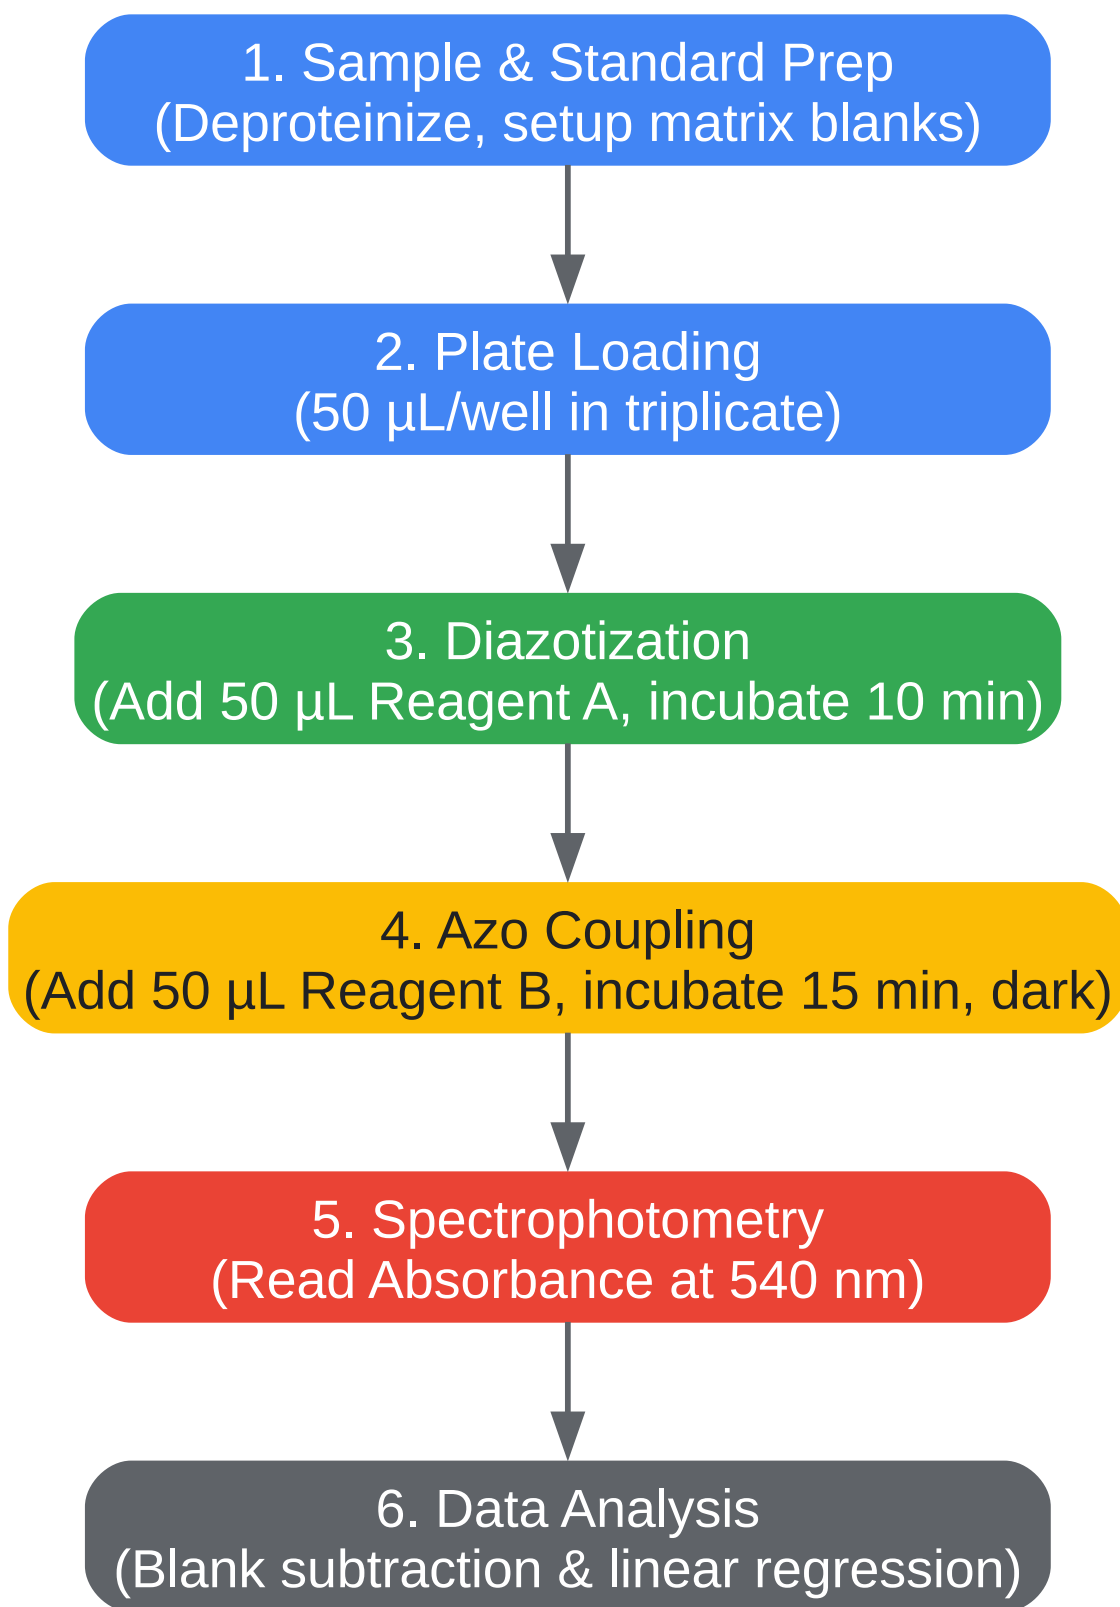 1. Sample & Standard Prep
(Deproteinize, setup matrix blanks)
2. Plate Loading
(50 µL/well in triplicate)
3. Diazotization
(Add 50 µL Reagent A, incubate 10 min)
4. Azo Coupling
(Add 50 µL Reagent B, incubate 15 min, dark)
5. Spectrophotometry
(Read Absorbance at 540 nm)
6. Data Analysis
(Blank subtraction & linear regression)